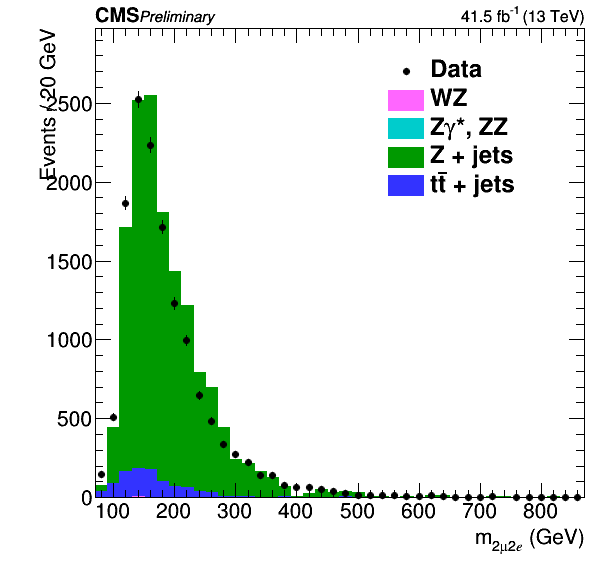 CMS Preliminary 41.5 fb⁻¹ (13 TeV)
Events / 20 GeV
Data
WZ
Zγ*, ZZ
Z + jets
tt̄ + jets
2500
2000
1500
1000
500
0
100 200 300 400 500 600 700 800
m₂μ₂e (GeV)